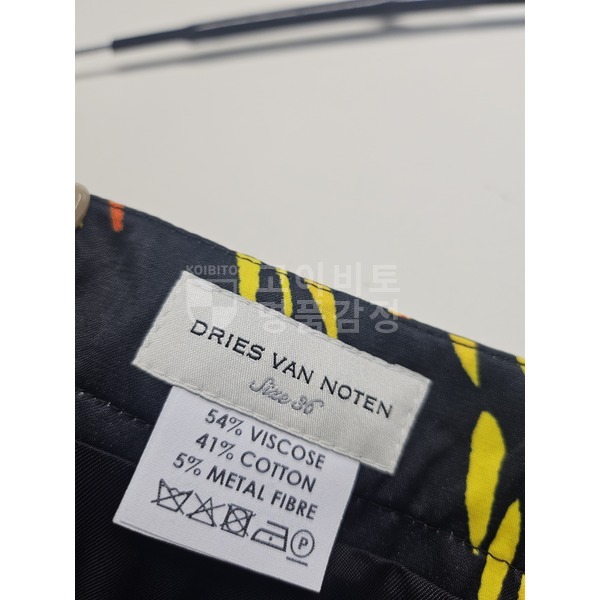 KOIBITO
고이비토
명품감정
DRIES VAN NOTEN
Size 36
54% VISCOSE
41% COTTON
5% METAL FIBRE
P